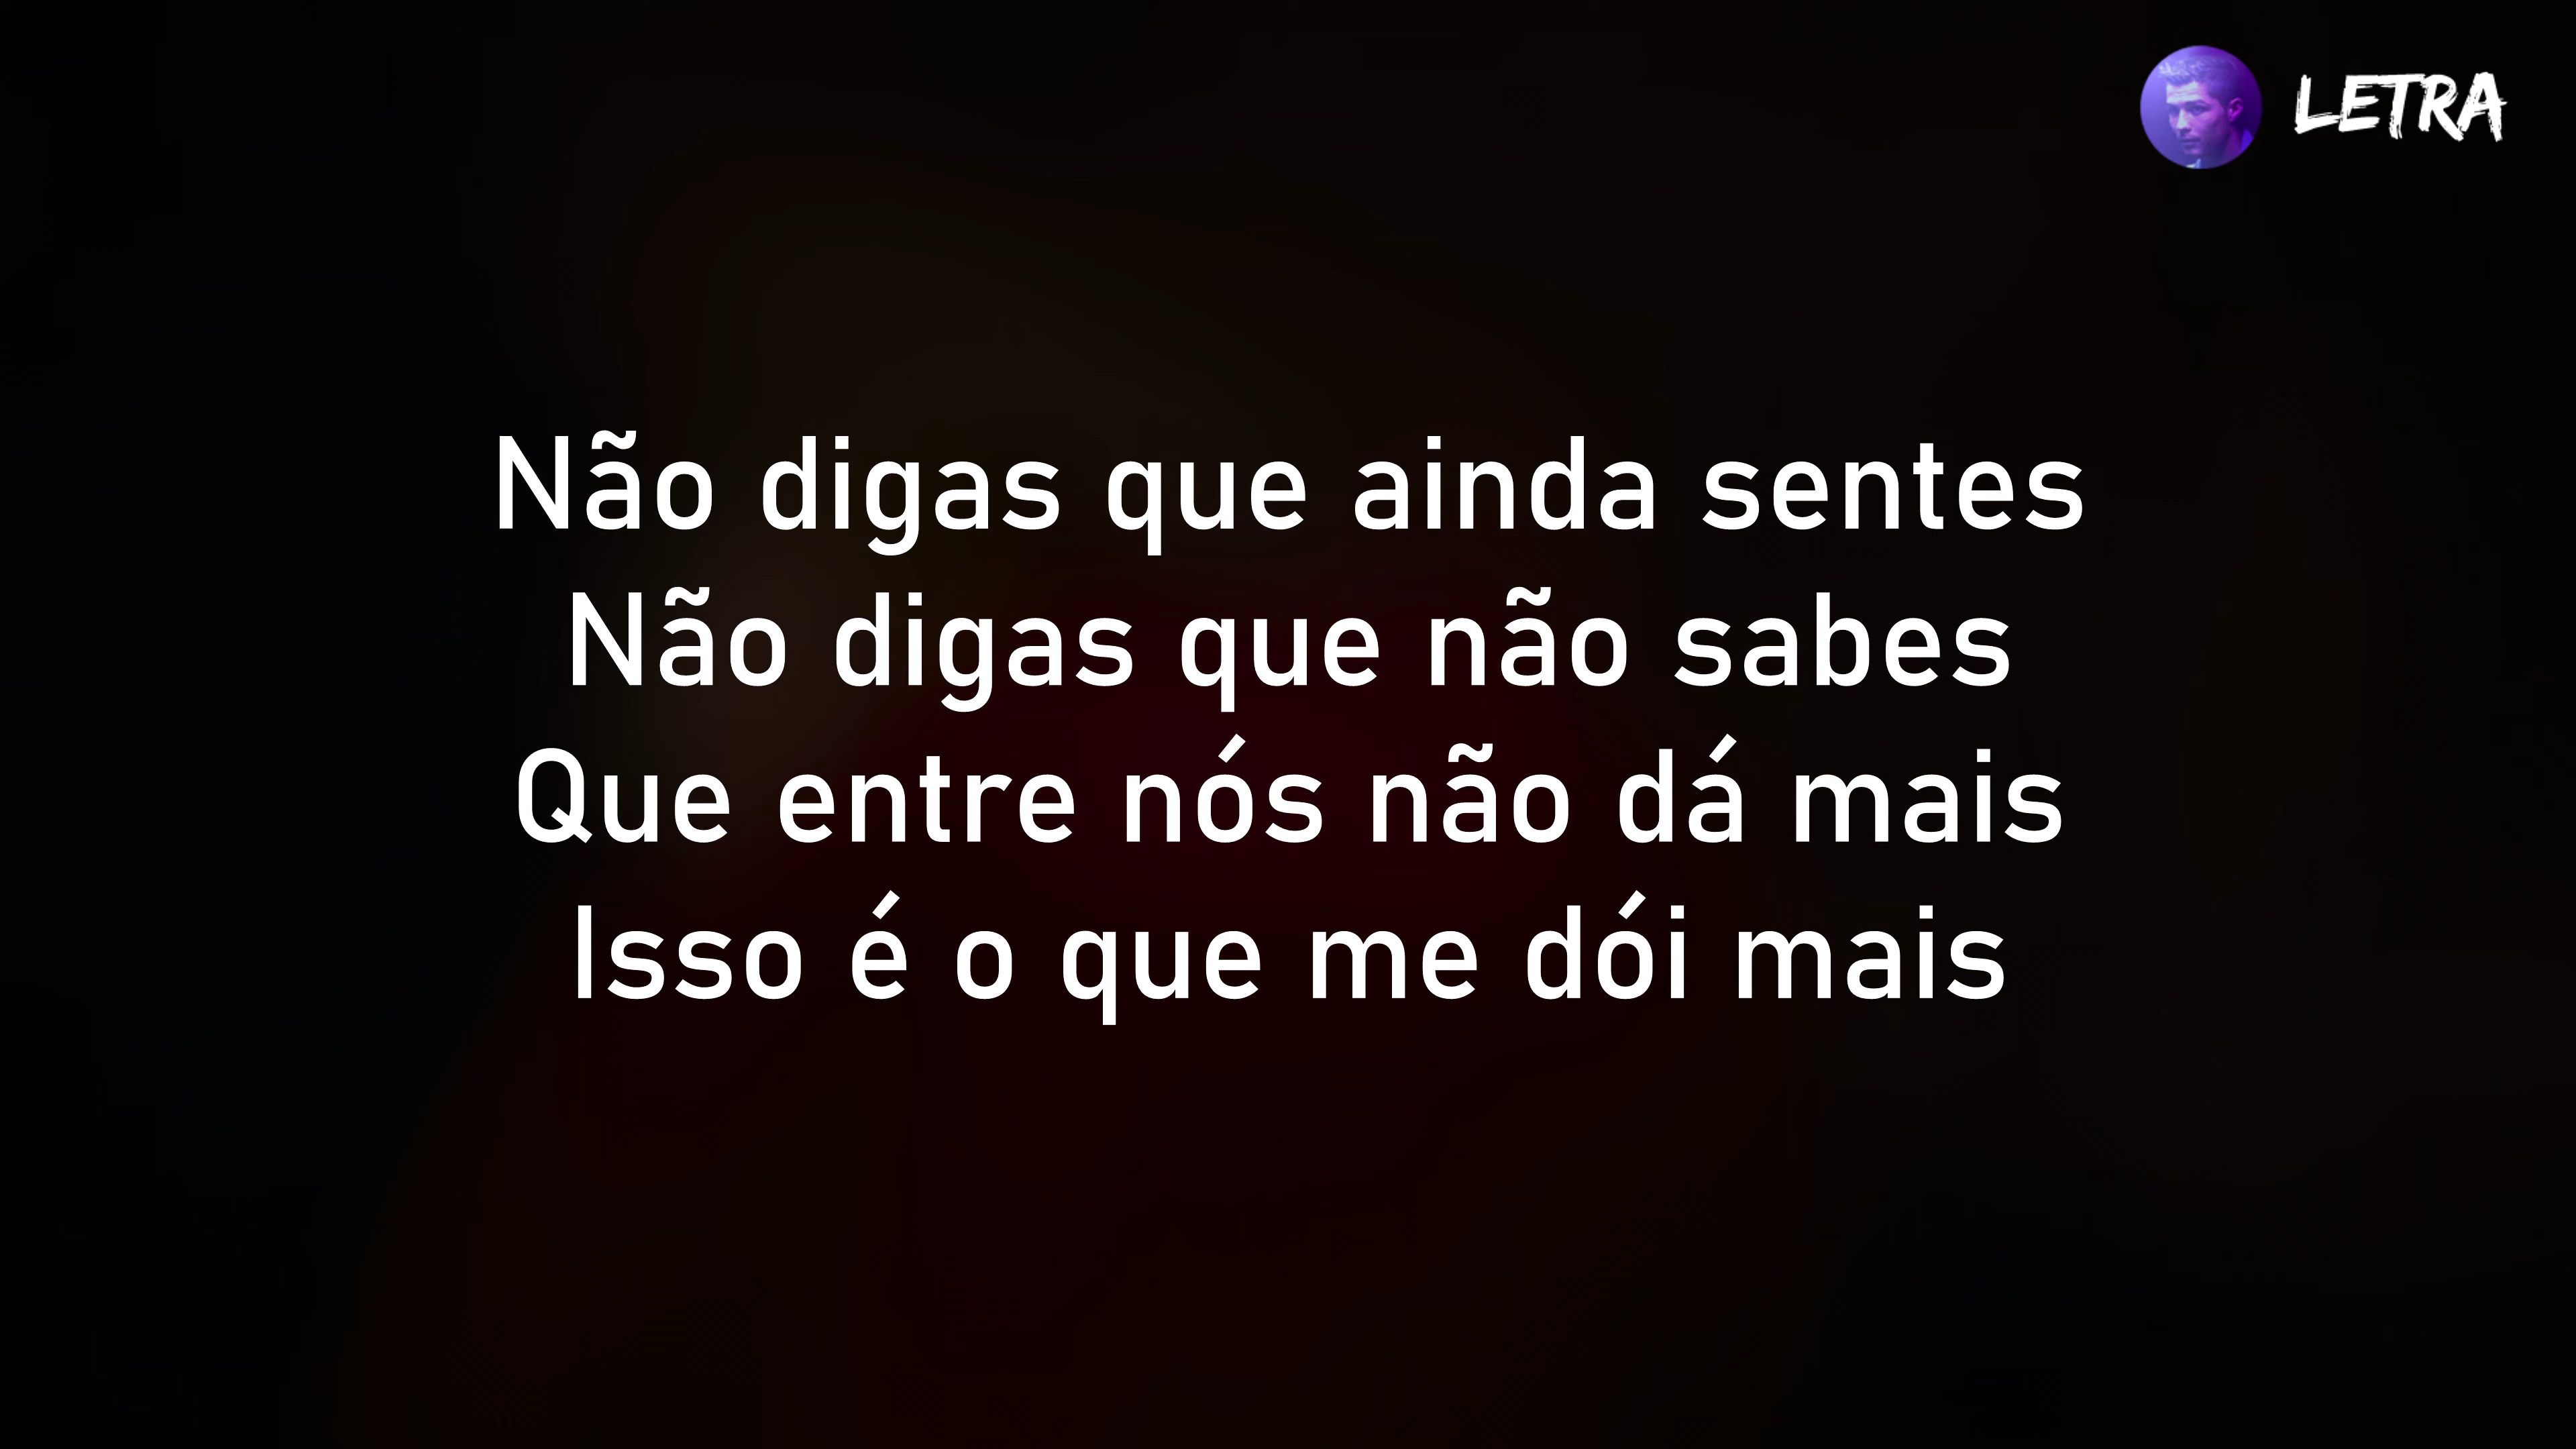 LETRA
Não digas que ainda sentes
Não digas que não sabes
Que entre nós não dá mais
Isso é o que me dói mais